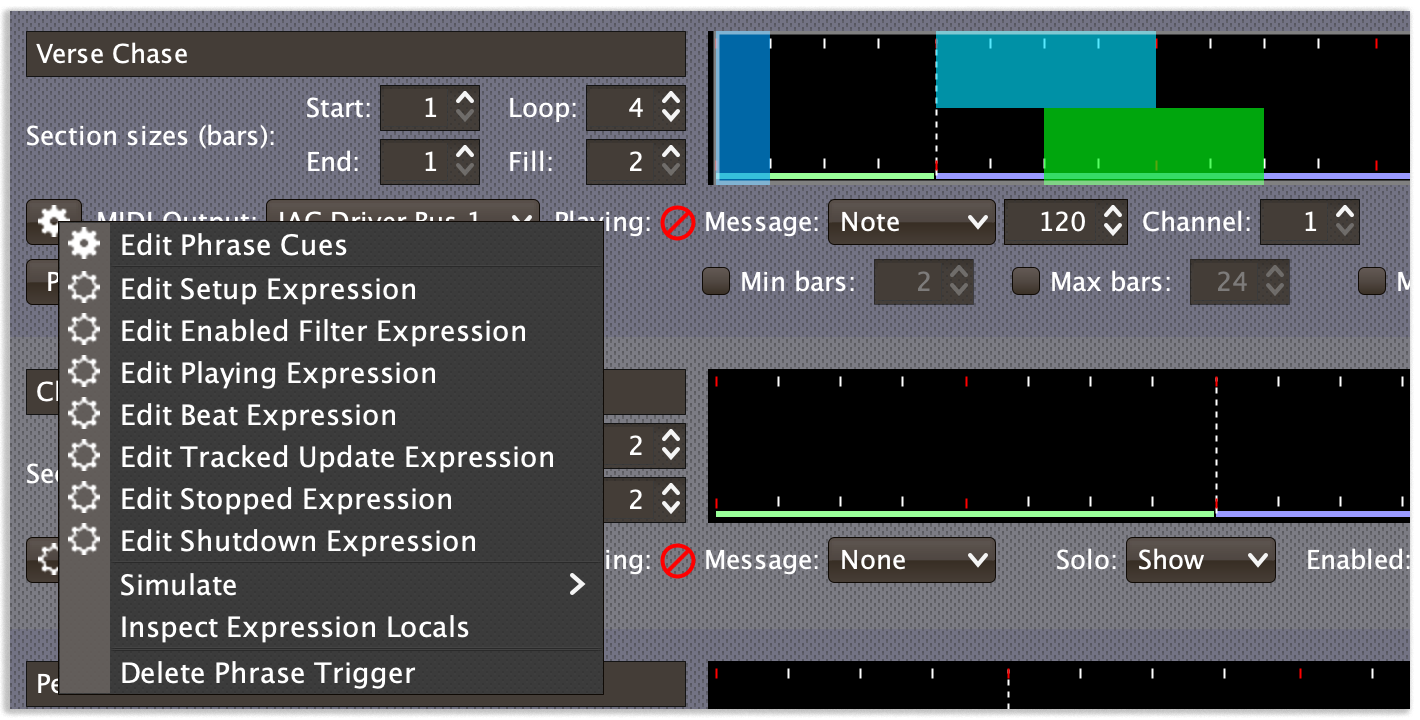 Verse Chase
Start: 1 Loop: 4
Section sizes (bars):
End: 1 Fill: 2
MIDI Output: IAC Driver Bus 1 Playing: Message: Note 120 Channel: 1
Edit Phrase Cues
P Min bars: 2 Max bars: 24 M
Edit Setup Expression
Edit Enabled Filter Expression
Edit Playing Expression
Ch
Edit Beat Expression
2
Edit Tracked Update Expression
Sec
Edit Stopped Expression
2
Edit Shutdown Expression
ing: Message: None Solo: Show Enabled:
Simulate
Inspect Expression Locals
Delete Phrase Trigger
Pe